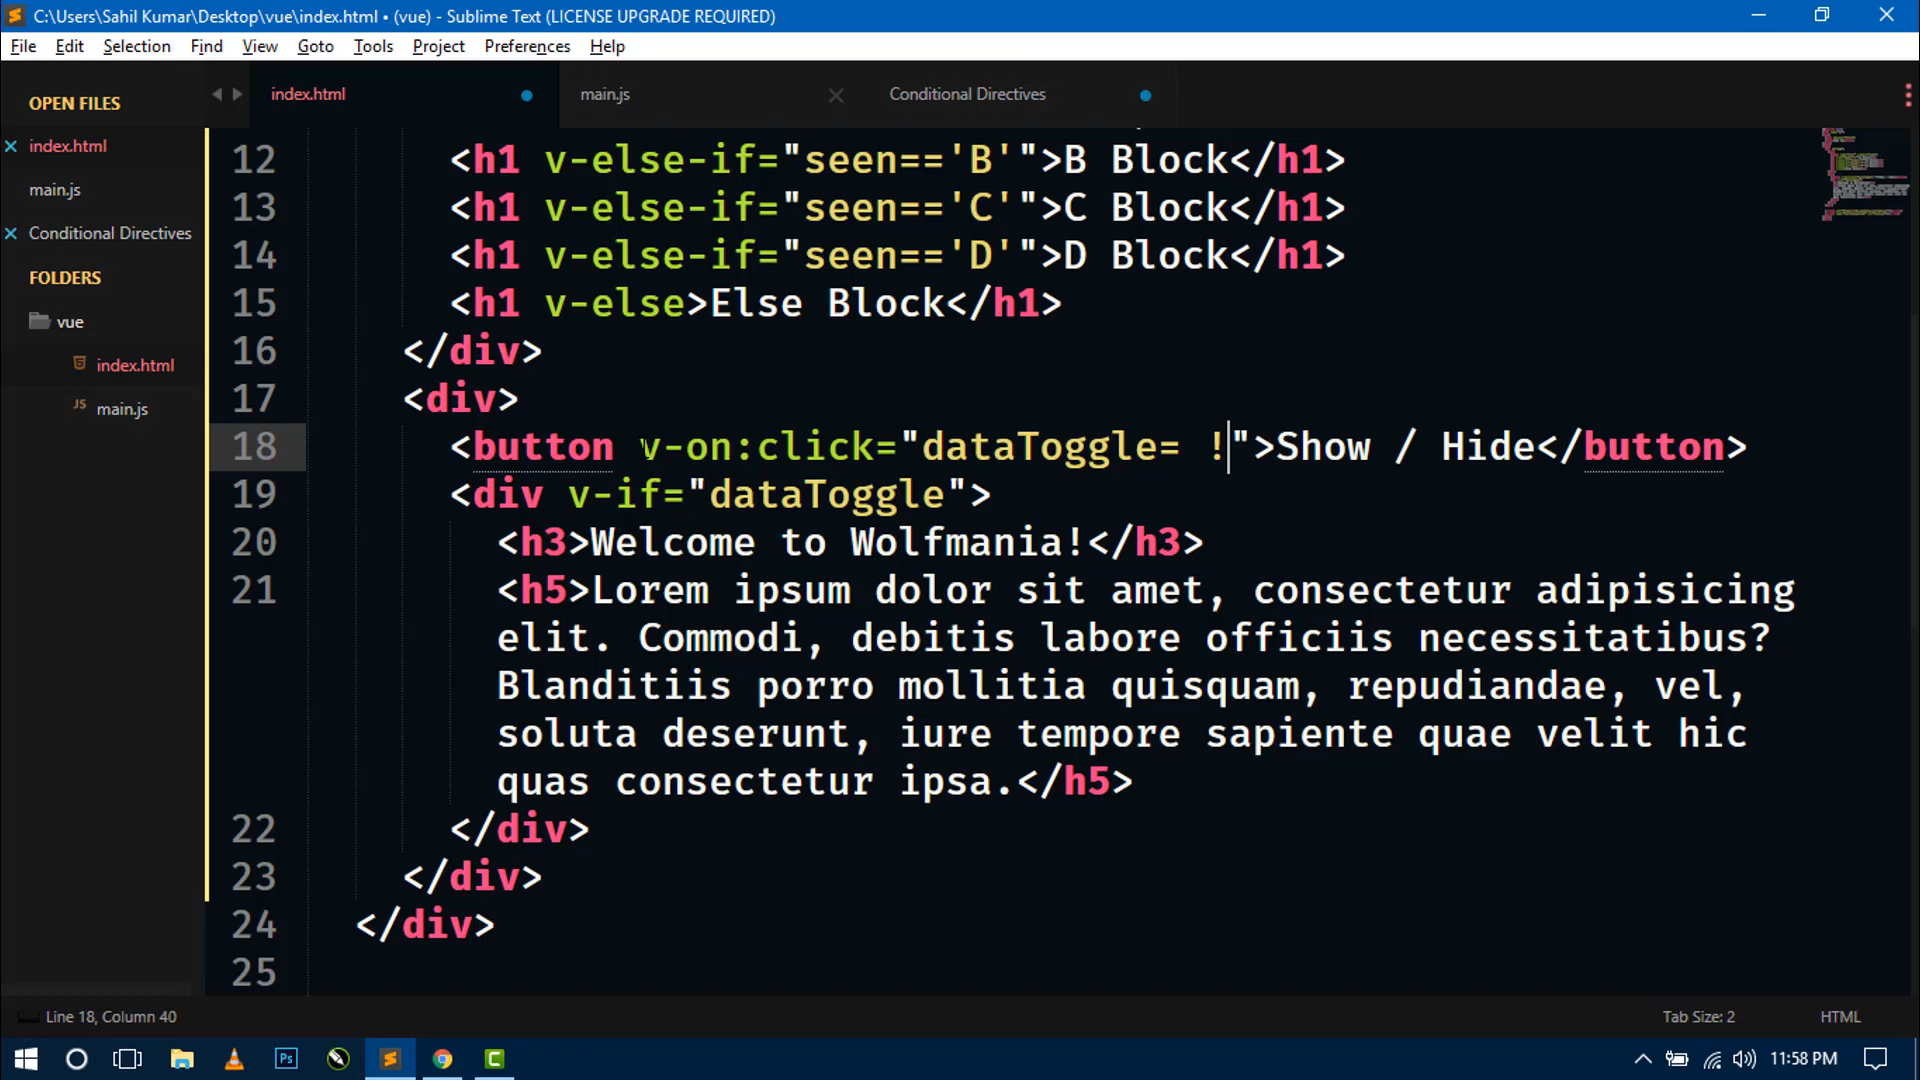 C:\Users\Sahil Kumar\Desktop\vue\index.html • (vue) - Sublime Text (LICENSE UPGRADE REQUIRED)
File Edit Selection Find View Goto Tools Project Preferences Help
OPEN FILES
index.html
main.js
Conditional Directives
FOLDERS
vue
index.html
main.js
index.html main.js Conditional Directives
12 <h1 v-else-if="seen=='B'">B Block</h1>
13 <h1 v-else-if="seen=='C'">C Block</h1>
14 <h1 v-else-if="seen=='D'">D Block</h1>
15 <h1 v-else>Else Block</h1>
16 </div>
17 <div>
18 <button v-on:click="dataToggle= !">Show / Hide</button>
19 <div v-if="dataToggle">
20 <h3>Welcome to Wolfmania!</h3>
21 <h5>Lorem ipsum dolor sit amet, consectetur adipisicing
elit. Commodi, debitis labore officiis necessitatibus?
Blanditiis porro mollitia quisquam, repudiandae, vel,
soluta deserunt, iure tempore sapiente quae velit hic
quas consectetur ipsa.</h5>
22 </div>
23 </div>
24 </div>
25
Line 18, Column 40 Tab Size: 2 HTML
Ps 11:58 PM